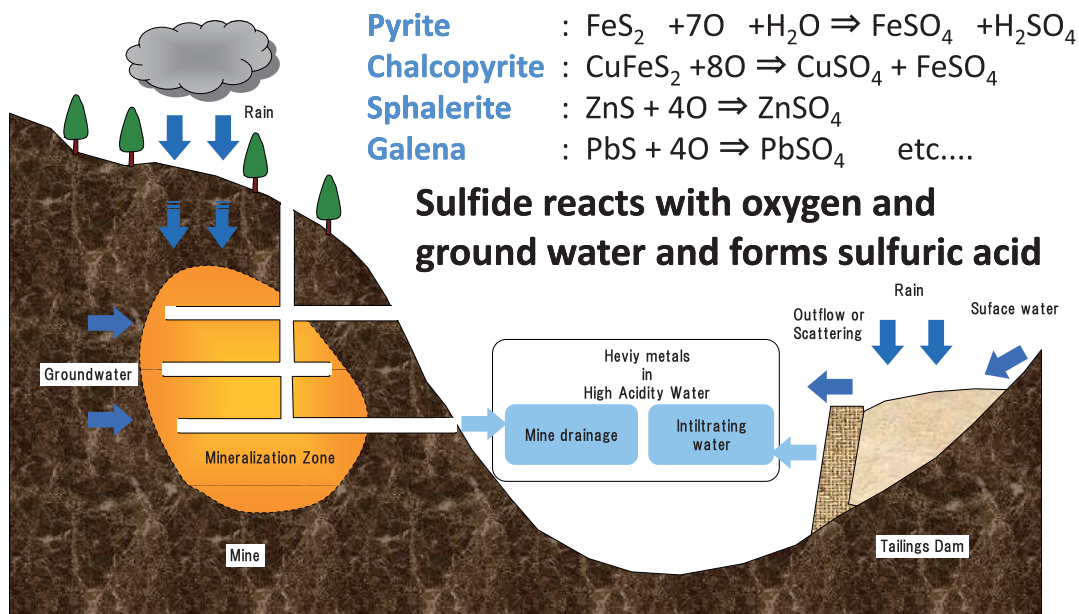 Pyrite : FeS₂ +7O +H₂O ⇒ FeSO₄ +H₂SO₄
Chalcopyrite : CuFeS₂ +8O ⇒ CuSO₄ + FeSO₄
Sphalerite : ZnS + 4O ⇒ ZnSO₄
Galena : PbS + 4O ⇒ PbSO₄ etc....
Sulfide reacts with oxygen and
ground water and forms sulfuric acid
Rain
Groundwater
Mineralization Zone
Mine
Heviy metals
in
High Acidity Water
Mine drainage
Intiltrating
water
Outflow or
Scattering
Rain
Suface water
Tailings Dam